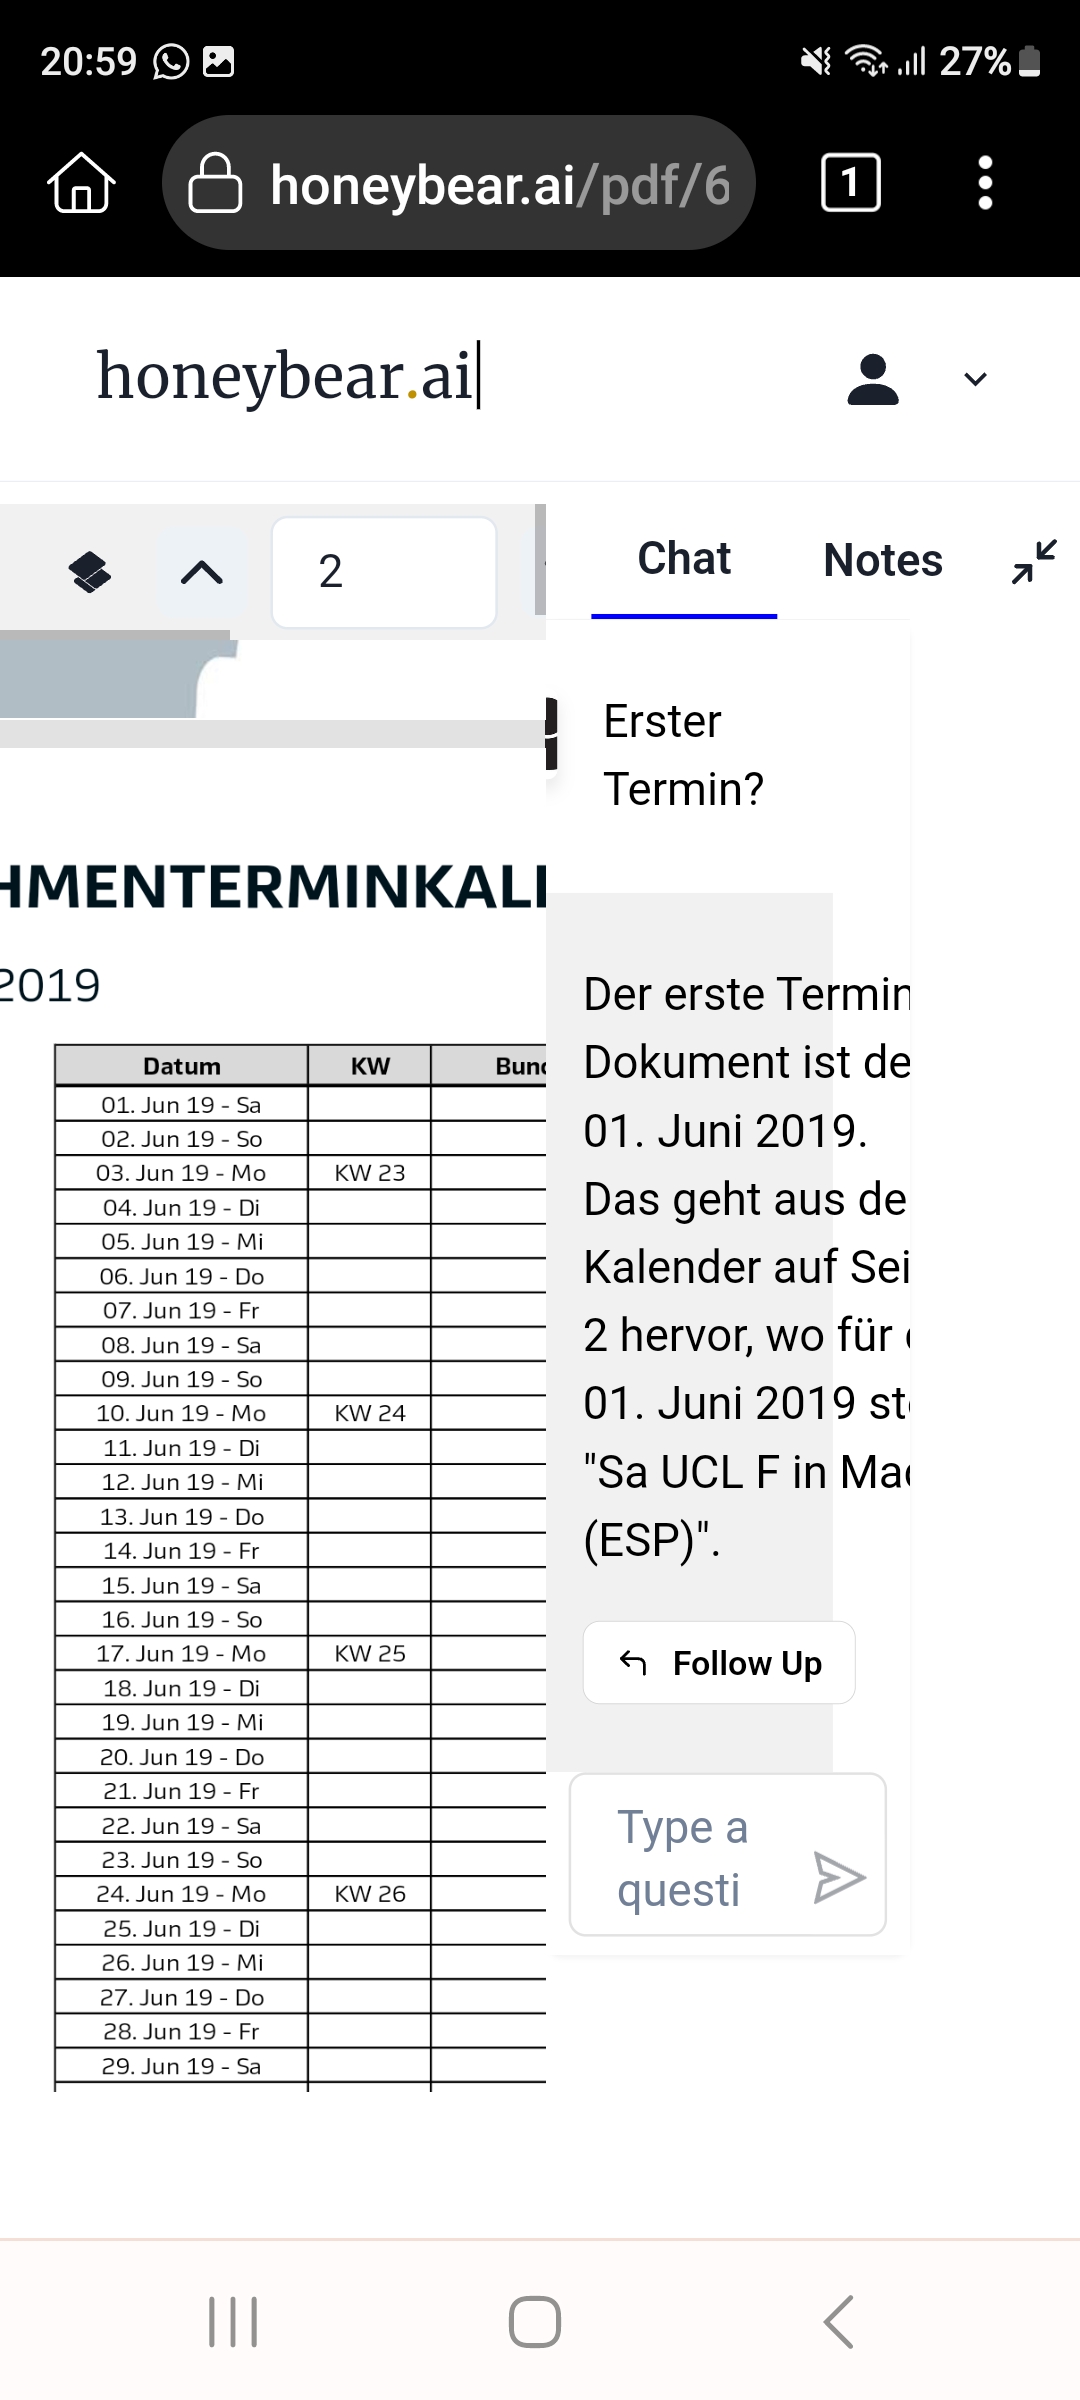 20:59
27%
honeybear.ai/pdf/6
1
honeybear.ai
2
Chat
Notes
Erster
Termin?
HMENTERMINKAL
2019
Datum KW
01. Jun 19 - Sa
02. Jun 19 - So
03. Jun 19 - Mo KW 23
04. Jun 19 - Di
05. Jun 19 - Mi
06. Jun 19 - Do
07. Jun 19 - Fr
08. Jun 19 - Sa
09. Jun 19 - So
10. Jun 19 - Mo KW 24
11. Jun 19 - Di
12. Jun 19 - Mi
13. Jun 19 - Do
14. Jun 19 - Fr
15. Jun 19 - Sa
16. Jun 19 - So
17. Jun 19 - Mo KW 25
18. Jun 19 - Di
19. Jun 19 - Mi
20. Jun 19 - Do
21. Jun 19 - Fr
22. Jun 19 - Sa
23. Jun 19 - So
24. Jun 19 - Mo KW 26
25. Jun 19 - Di
26. Jun 19 - Mi
27. Jun 19 - Do
28. Jun 19 - Fr
29. Jun 19 - Sa
Der erste Termin
Dokument ist de
01. Juni 2019.
Das geht aus de
Kalender auf Sei
2 hervor, wo für
01. Juni 2019 st
"Sa UCL F in Ma
(ESP)".
Follow Up
Type a
questi